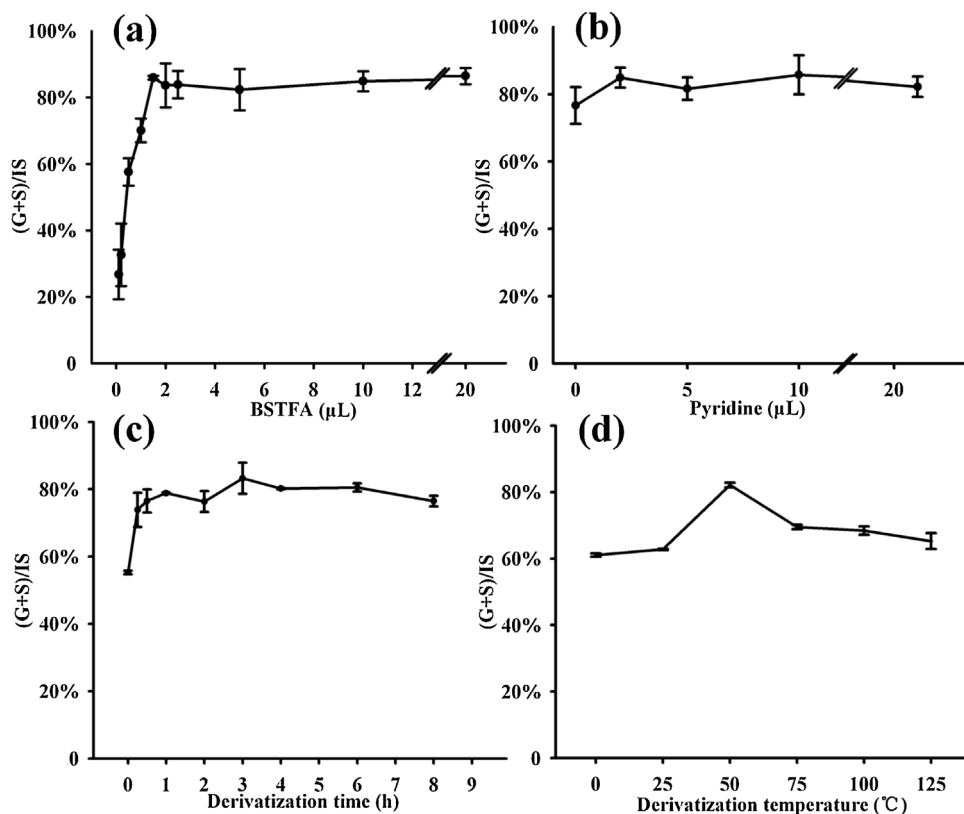 (a)
100%
80%
60%
40%
20%
0
(G+S)/IS
0 2 4 6 8 10 12 20
BSTFA (µL)
(b)
100%
80%
60%
40%
20%
0
(G+S)/IS
0 5 10 20
Pyridine (µL)
(c)
100%
80%
60%
40%
20%
0
(G+S)/IS
0 1 2 3 4 5 6 7 8 9
Derivatization time (h)
(d)
100%
80%
60%
40%
20%
0
(G+S)/IS
0 25 50 75 100 125
Derivatization temperature (℃)